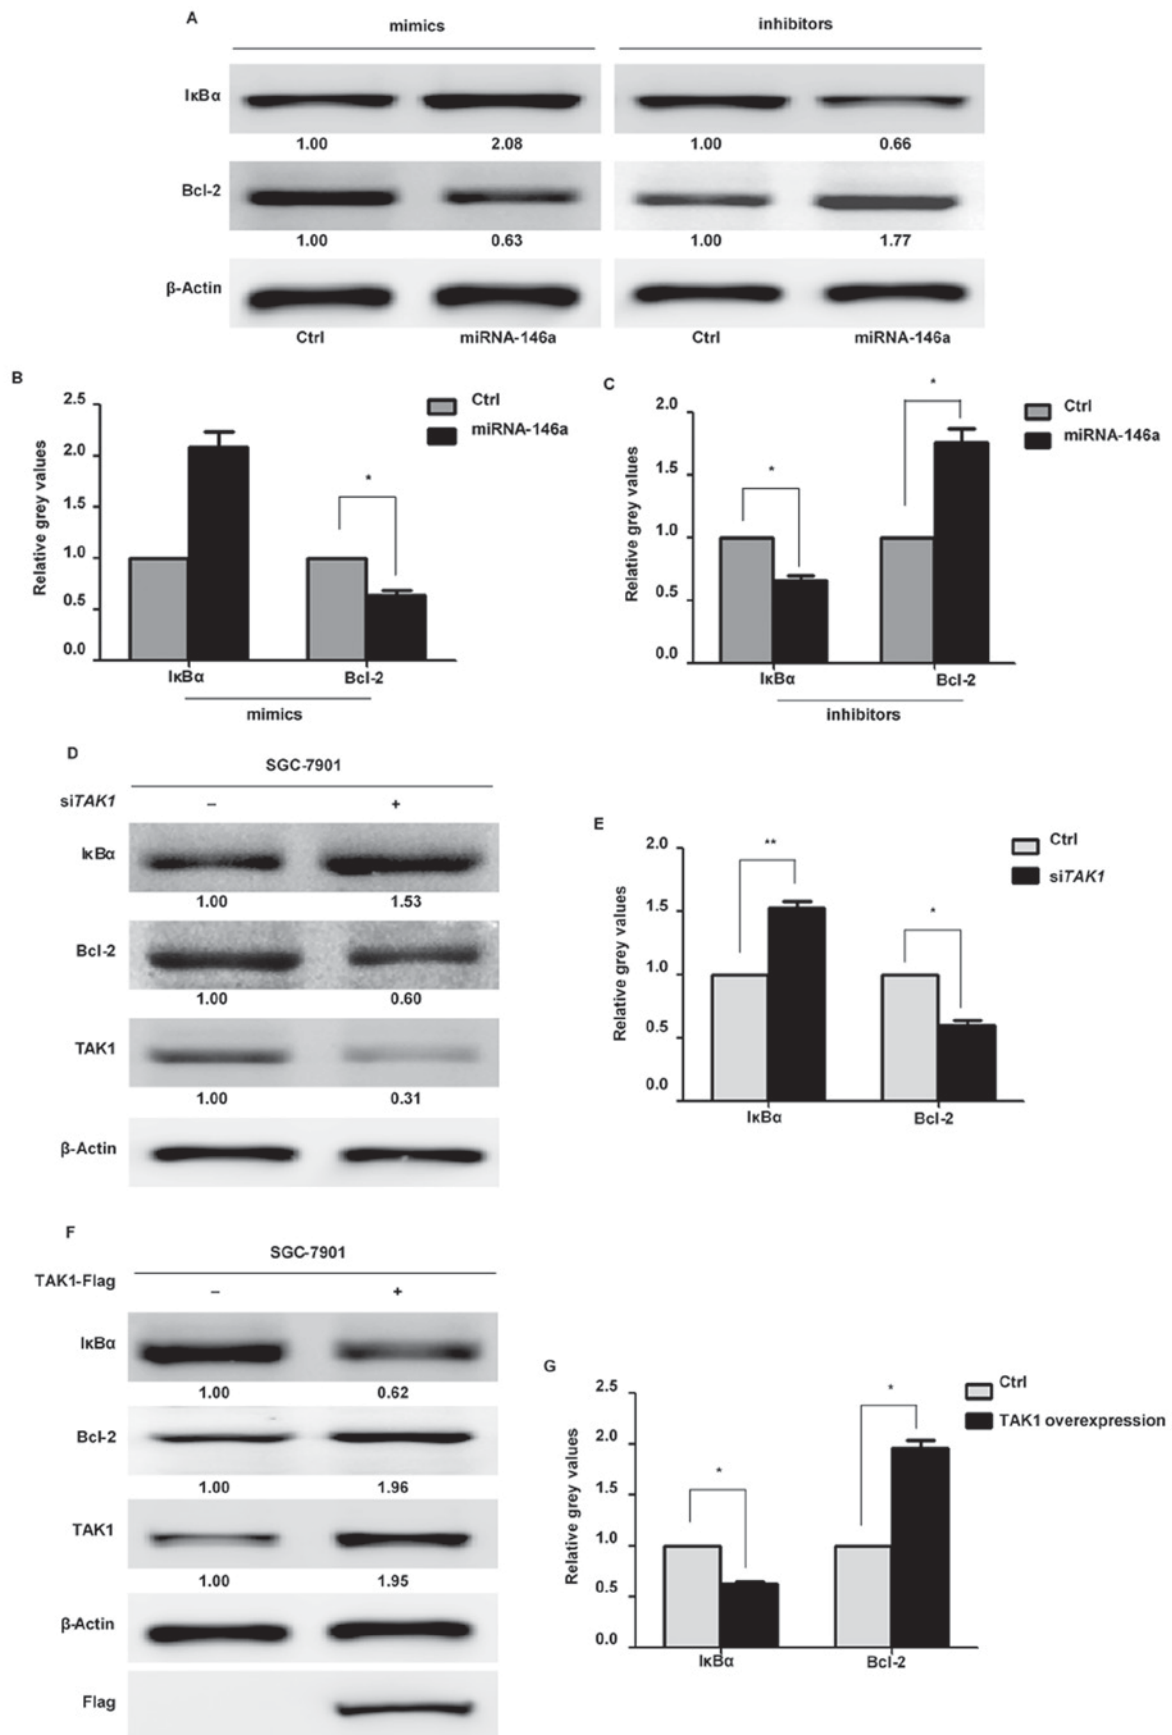 A
mimics
inhibitors
IκBα
1.00 2.08 1.00 0.66
Bcl-2
1.00 0.63 1.00 1.77
β-Actin
Ctrl miRNA-146a Ctrl miRNA-146a
B
Relative grey values
2.5
2.0
1.5
1.0
0.5
0.0
*
Ctrl
miRNA-146a
IκBα Bcl-2
mimics
C
Relative grey values
2.0
1.5
1.0
0.5
0.0
*
*
Ctrl
miRNA-146a
IκBα Bcl-2
inhibitors
D
SGC-7901
siTAK1 – +
IκBα
1.00 1.53
Bcl-2
1.00 0.60
TAK1
1.00 0.31
β-Actin
E
Relative grey values
2.0
1.5
1.0
0.5
0.0
**
*
Ctrl
siTAK1
IκBα Bcl-2
F
SGC-7901
TAK1-Flag – +
IκBα
1.00 0.62
Bcl-2
1.00 1.96
TAK1
1.00 1.95
β-Actin
Flag
G
Relative grey values
2.5
2.0
1.5
1.0
0.5
0.0
*
*
Ctrl
TAK1 overexpression
IκBα Bcl-2